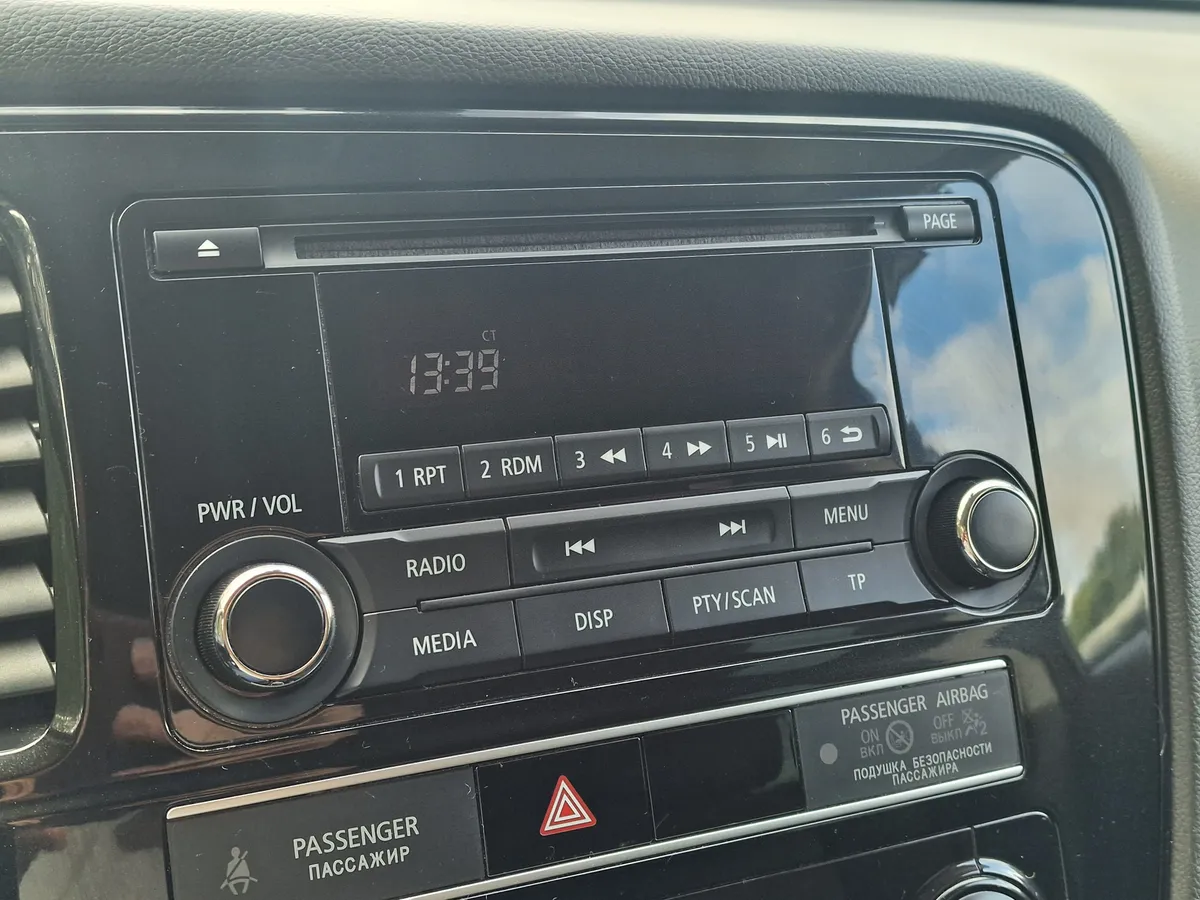 PAGE
CT
13:39
1 RPT
2 RDM
3
4
5
6
PWR / VOL
RADIO
MENU
MEDIA
DISP
PTY/SCAN
TP
PASSENGER AIRBAG
ON OFF
ВКЛ ВЫКЛ 2
ПОДУШКА БЕЗОПАСНОСТИ
ПАССАЖИРА
PASSENGER
ПАССАЖИР